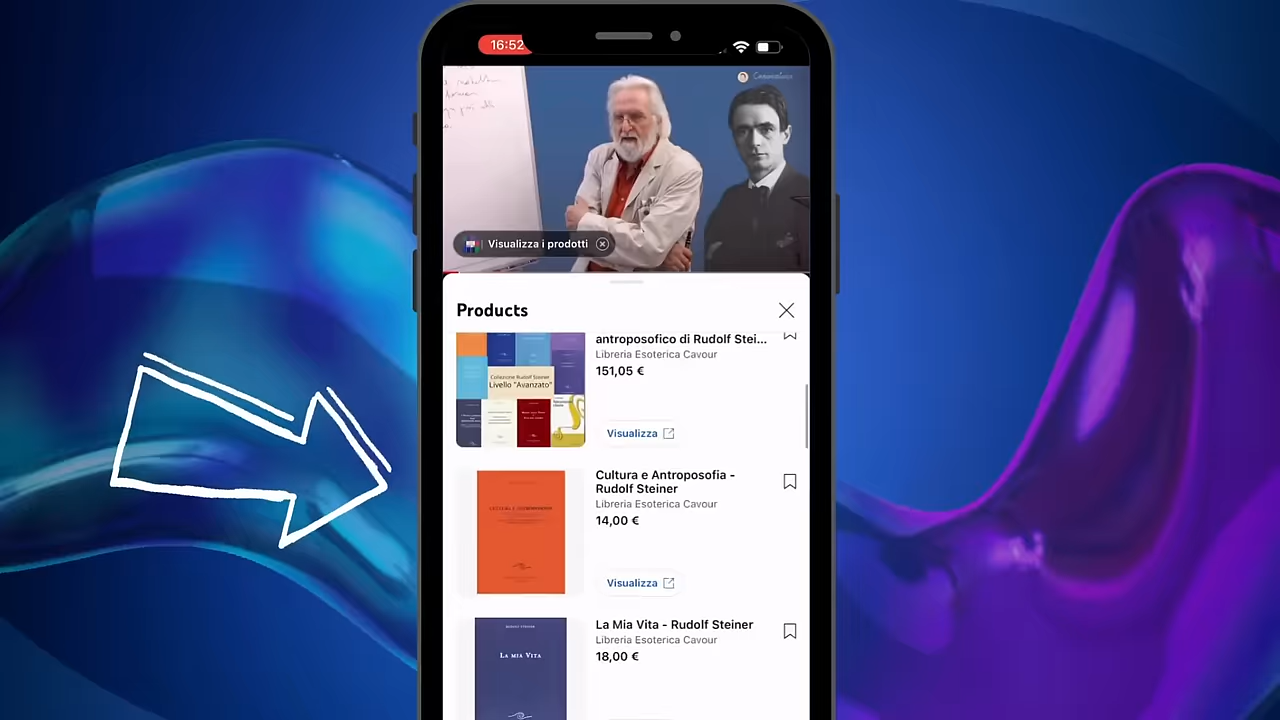 16:52
Visualizza i prodotti
Products
antroposofico di Rudolf Stei...
Libreria Esoterica Cavour
151,05 €
Collezione Rudolf Steiner
Livello "Avanzato"
Visualizza
Cultura e Antroposofia -
Rudolf Steiner
Libreria Esoterica Cavour
14,00 €
Visualizza
RUDOLF STEINER
LA MIA VITA
La Mia Vita - Rudolf Steiner
Libreria Esoterica Cavour
18,00 €